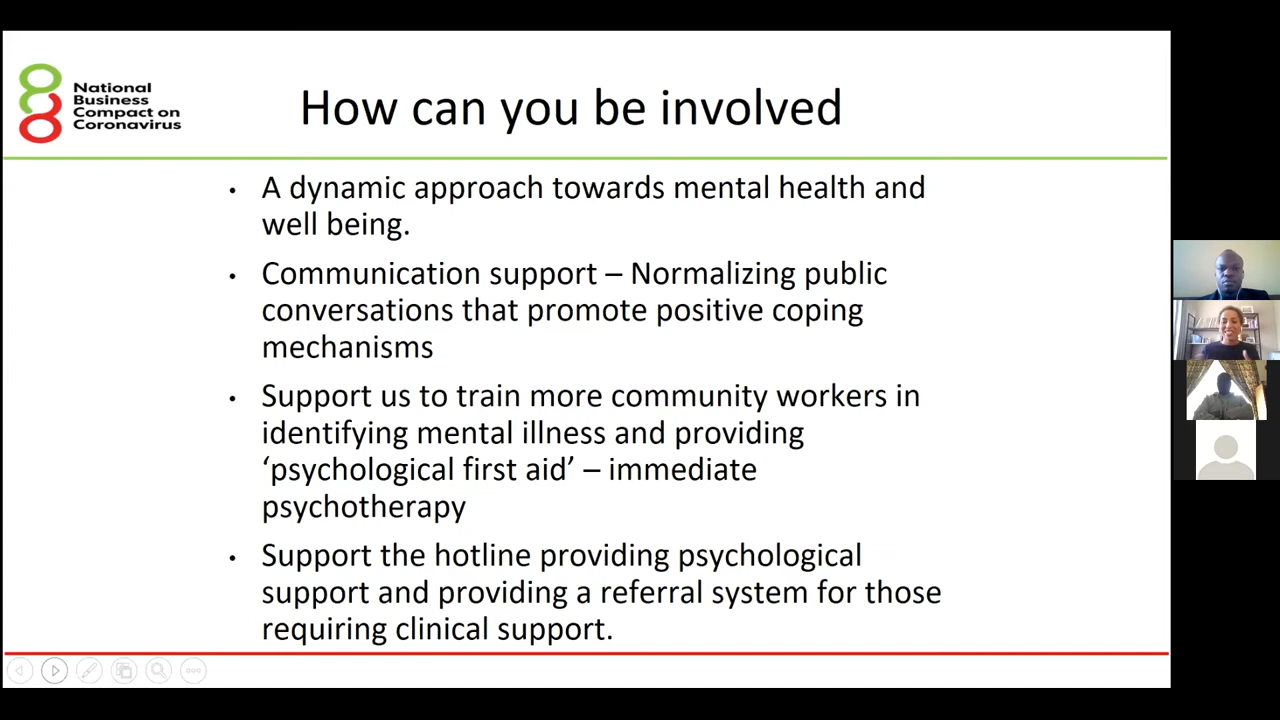 National
Business
Compact on
Coronavirus
How can you be involved
• A dynamic approach towards mental health and
well being.
• Communication support – Normalizing public
conversations that promote positive coping
mechanisms
• Support us to train more community workers in
identifying mental illness and providing
‘psychological first aid’ – immediate
psychotherapy
• Support the hotline providing psychological
support and providing a referral system for those
requiring clinical support.